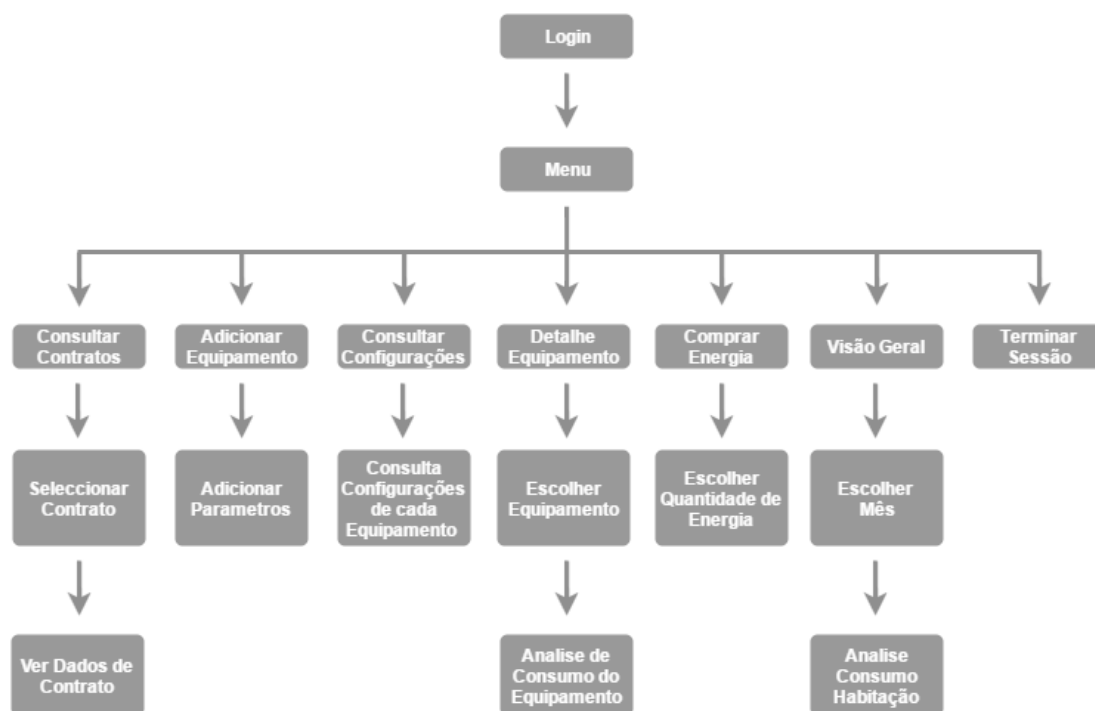 Login
Menu
Consultar
Contratos
Adicionar
Equipamento
Consultar
Configurações
Detalhe
Equipamento
Comprar
Energia
Visão Geral
Terminar
Sessão
Seleccionar
Contrato
Adicionar
Parametros
Consulta
Configurações
de cada
Equipamento
Escolher
Equipamento
Escolher
Quantidade de
Energia
Escolher
Mês
Ver Dados de
Contrato
Analise de
Consumo do
Equipamento
Analise
Consumo
Habitação